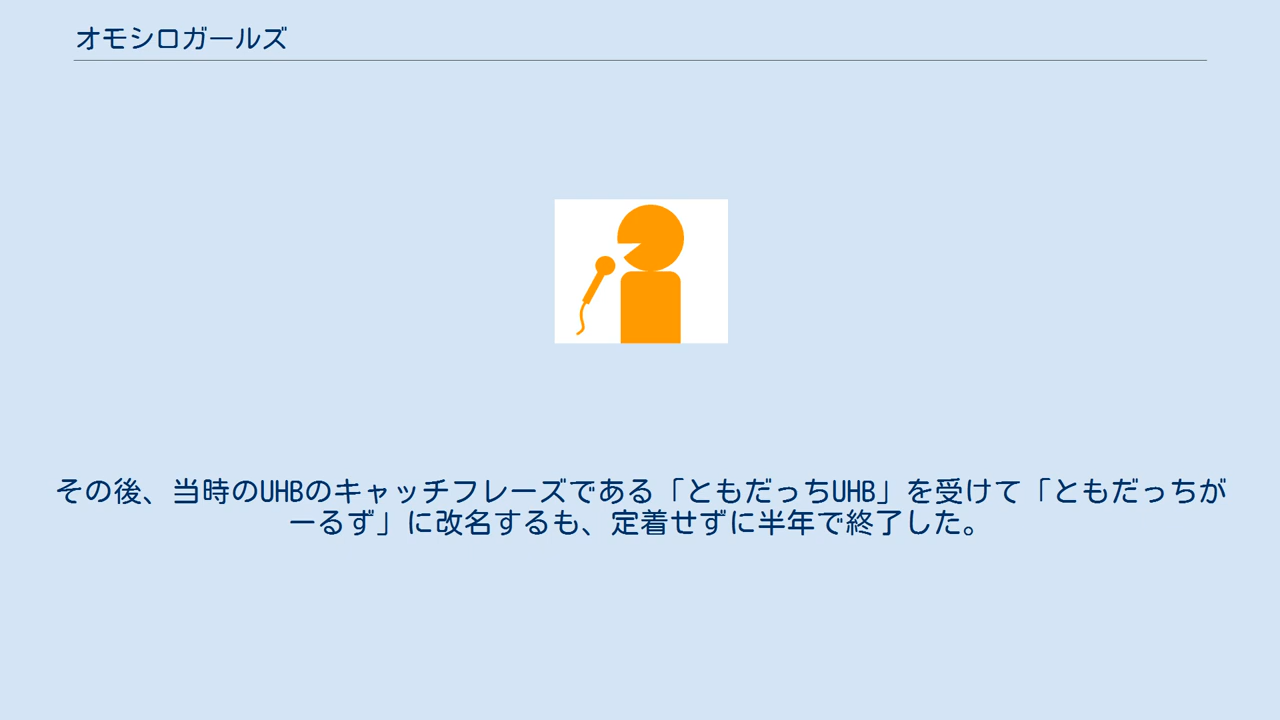 オモシロガールズ
その後、当時のUHBのキャッチフレーズである「ともだっちUHB」を受けて「ともだっちが
ーるず」に改名するも、定着せずに半年で終了した。